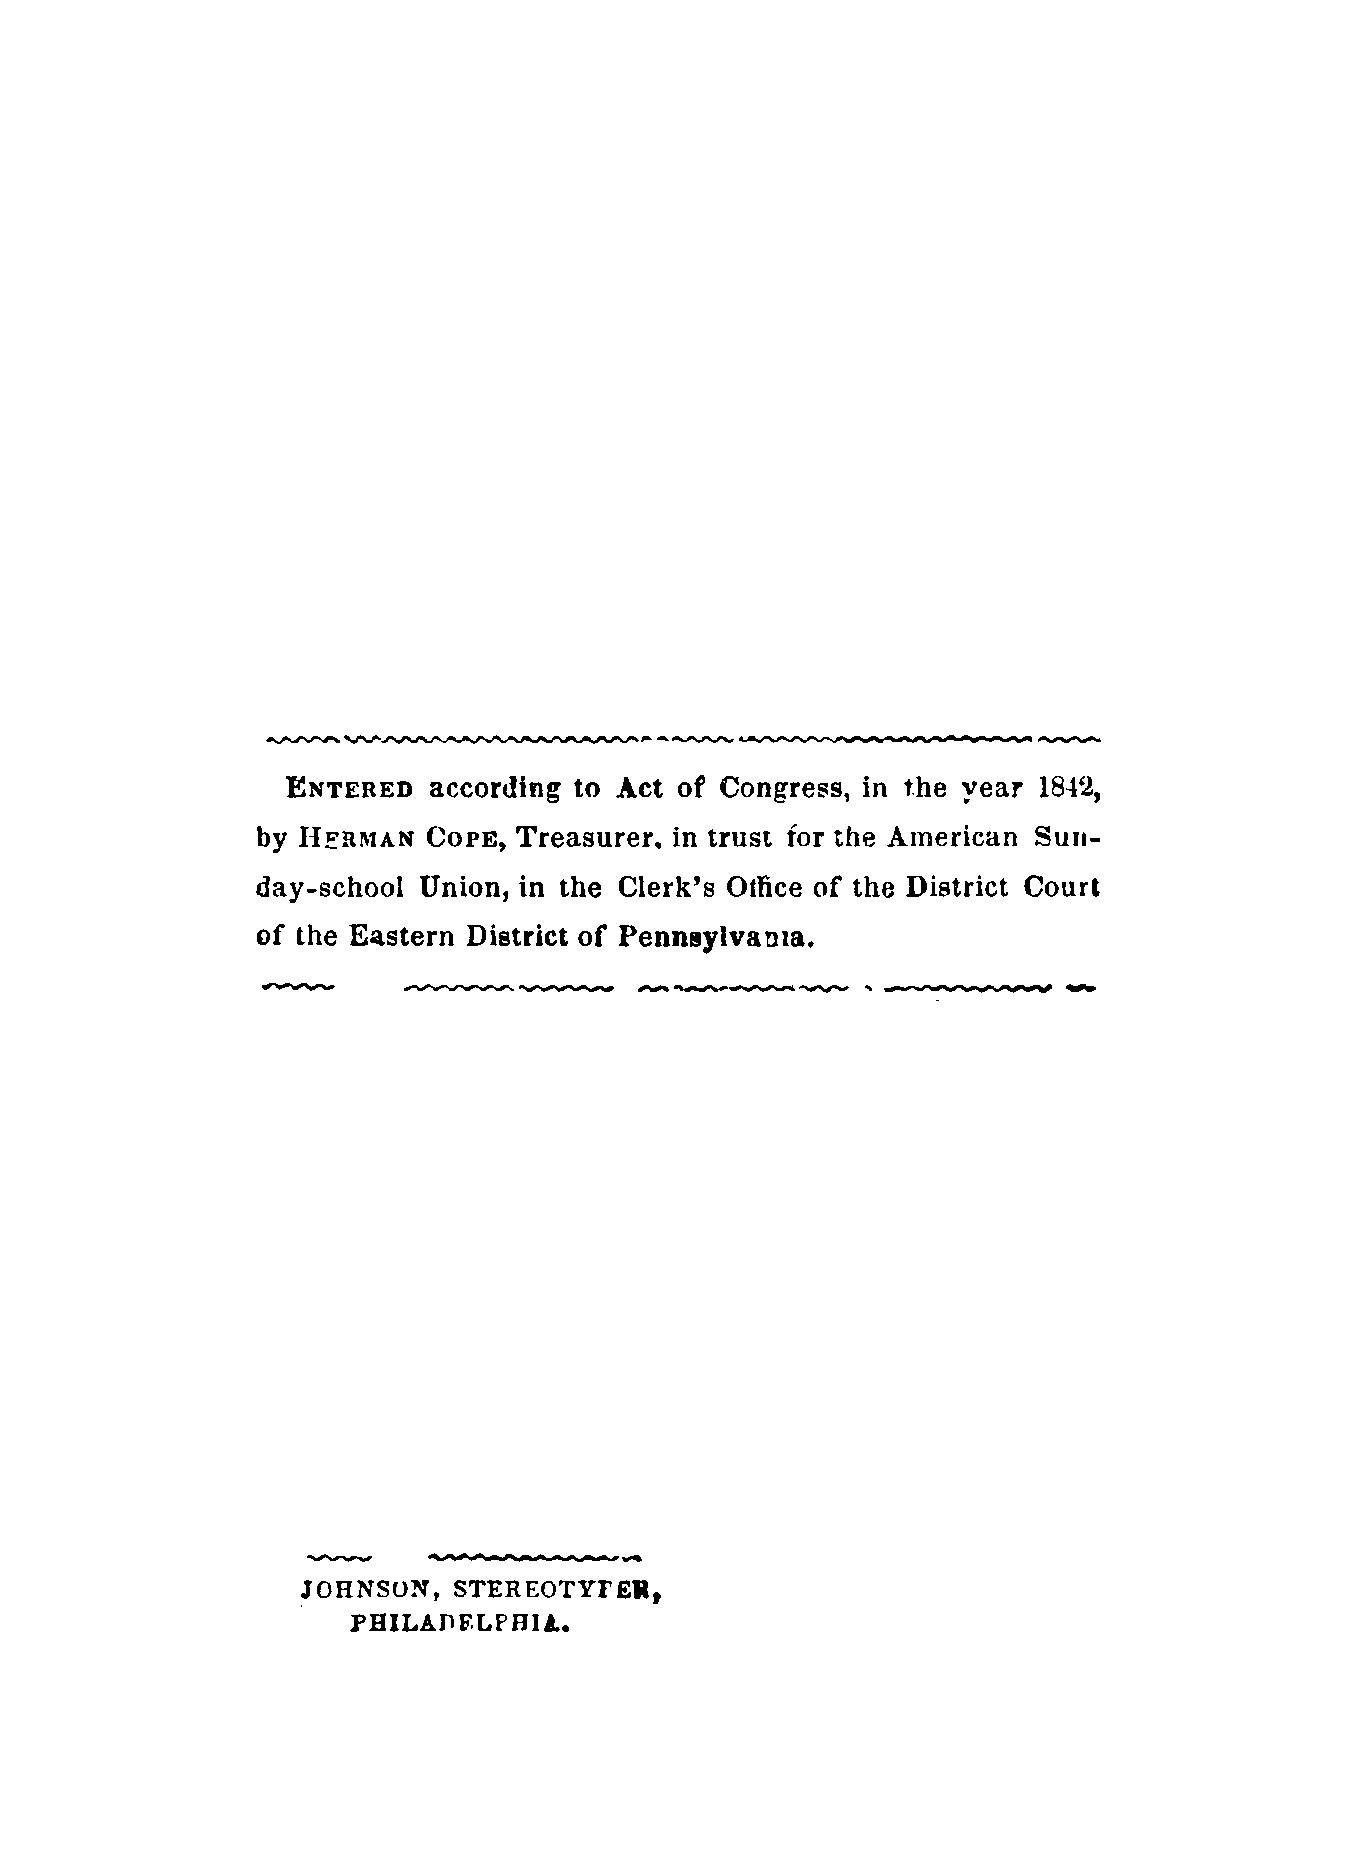 ENTERED according to Act of Congress, in the year 1842,
by HERMAN COPE, Treasurer, in trust for the American Sun-
day-school Union, in the Clerk's Office of the District Court
of the Eastern District of Pennsylvania.
JOHNSON, STEREOTYPER,
PHILADELPHIA.